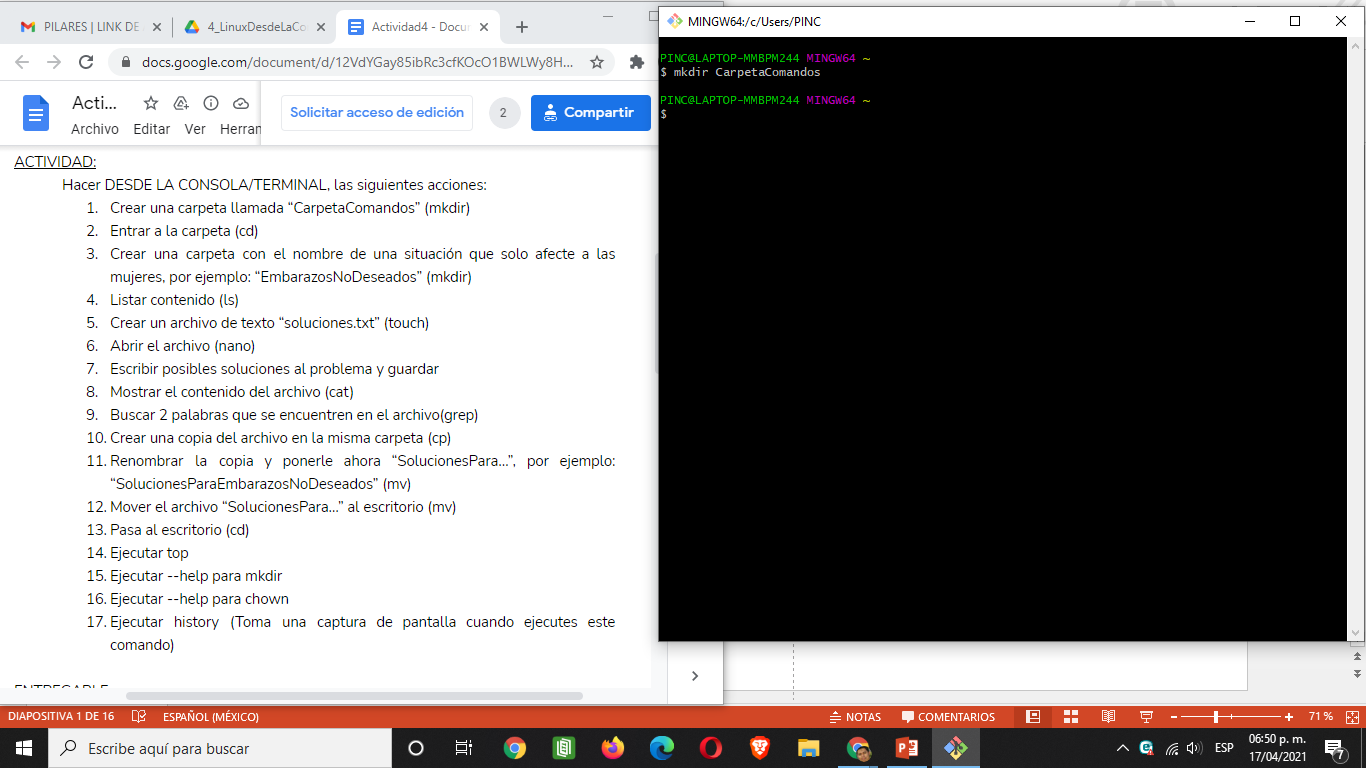 PILARES | LINK DE
4_LinuxDesdeLaCo
Actividad4 - Docur
docs.google.com/document/d/12VdYGay85ibRc3cfKOcO1BWLWy8H...
Acti...
Archivo Editar Ver Herran
Solicitar acceso de edición
2
Compartir
ACTIVIDAD:
Hacer DESDE LA CONSOLA/TERMINAL, las siguientes acciones:
1. Crear una carpeta llamada “CarpetaComandos” (mkdir)
2. Entrar a la carpeta (cd)
3. Crear una carpeta con el nombre de una situación que solo afecte a las
mujeres, por ejemplo: “EmbarazosNoDeseados” (mkdir)
4. Listar contenido (ls)
5. Crear un archivo de texto “soluciones.txt” (touch)
6. Abrir el archivo (nano)
7. Escribir posibles soluciones al problema y guardar
8. Mostrar el contenido del archivo (cat)
9. Buscar 2 palabras que se encuentren en el archivo(grep)
10. Crear una copia del archivo en la misma carpeta (cp)
11. Renombrar la copia y ponerle ahora “SolucionesPara...”, por ejemplo:
“SolucionesParaEmbarazosNoDeseados” (mv)
12. Mover el archivo “SolucionesPara...” al escritorio (mv)
13. Pasa al escritorio (cd)
14. Ejecutar top
15. Ejecutar --help para mkdir
16. Ejecutar --help para chown
17. Ejecutar history (Toma una captura de pantalla cuando ejecutes este
comando)
ENTREGABLE
MINGW64:/c/Users/PINC
PINC@LAPTOP-MMBPM244 MINGW64 ~
$ mkdir CarpetaComandos
PINC@LAPTOP-MMBPM244 MINGW64 ~
$
DIAPOSITIVA 1 DE 16
ESPAÑOL (MÉXICO)
NOTAS
COMENTARIOS
71 %
Escribe aquí para buscar
ESP
06:50 p. m.
17/04/2021
7